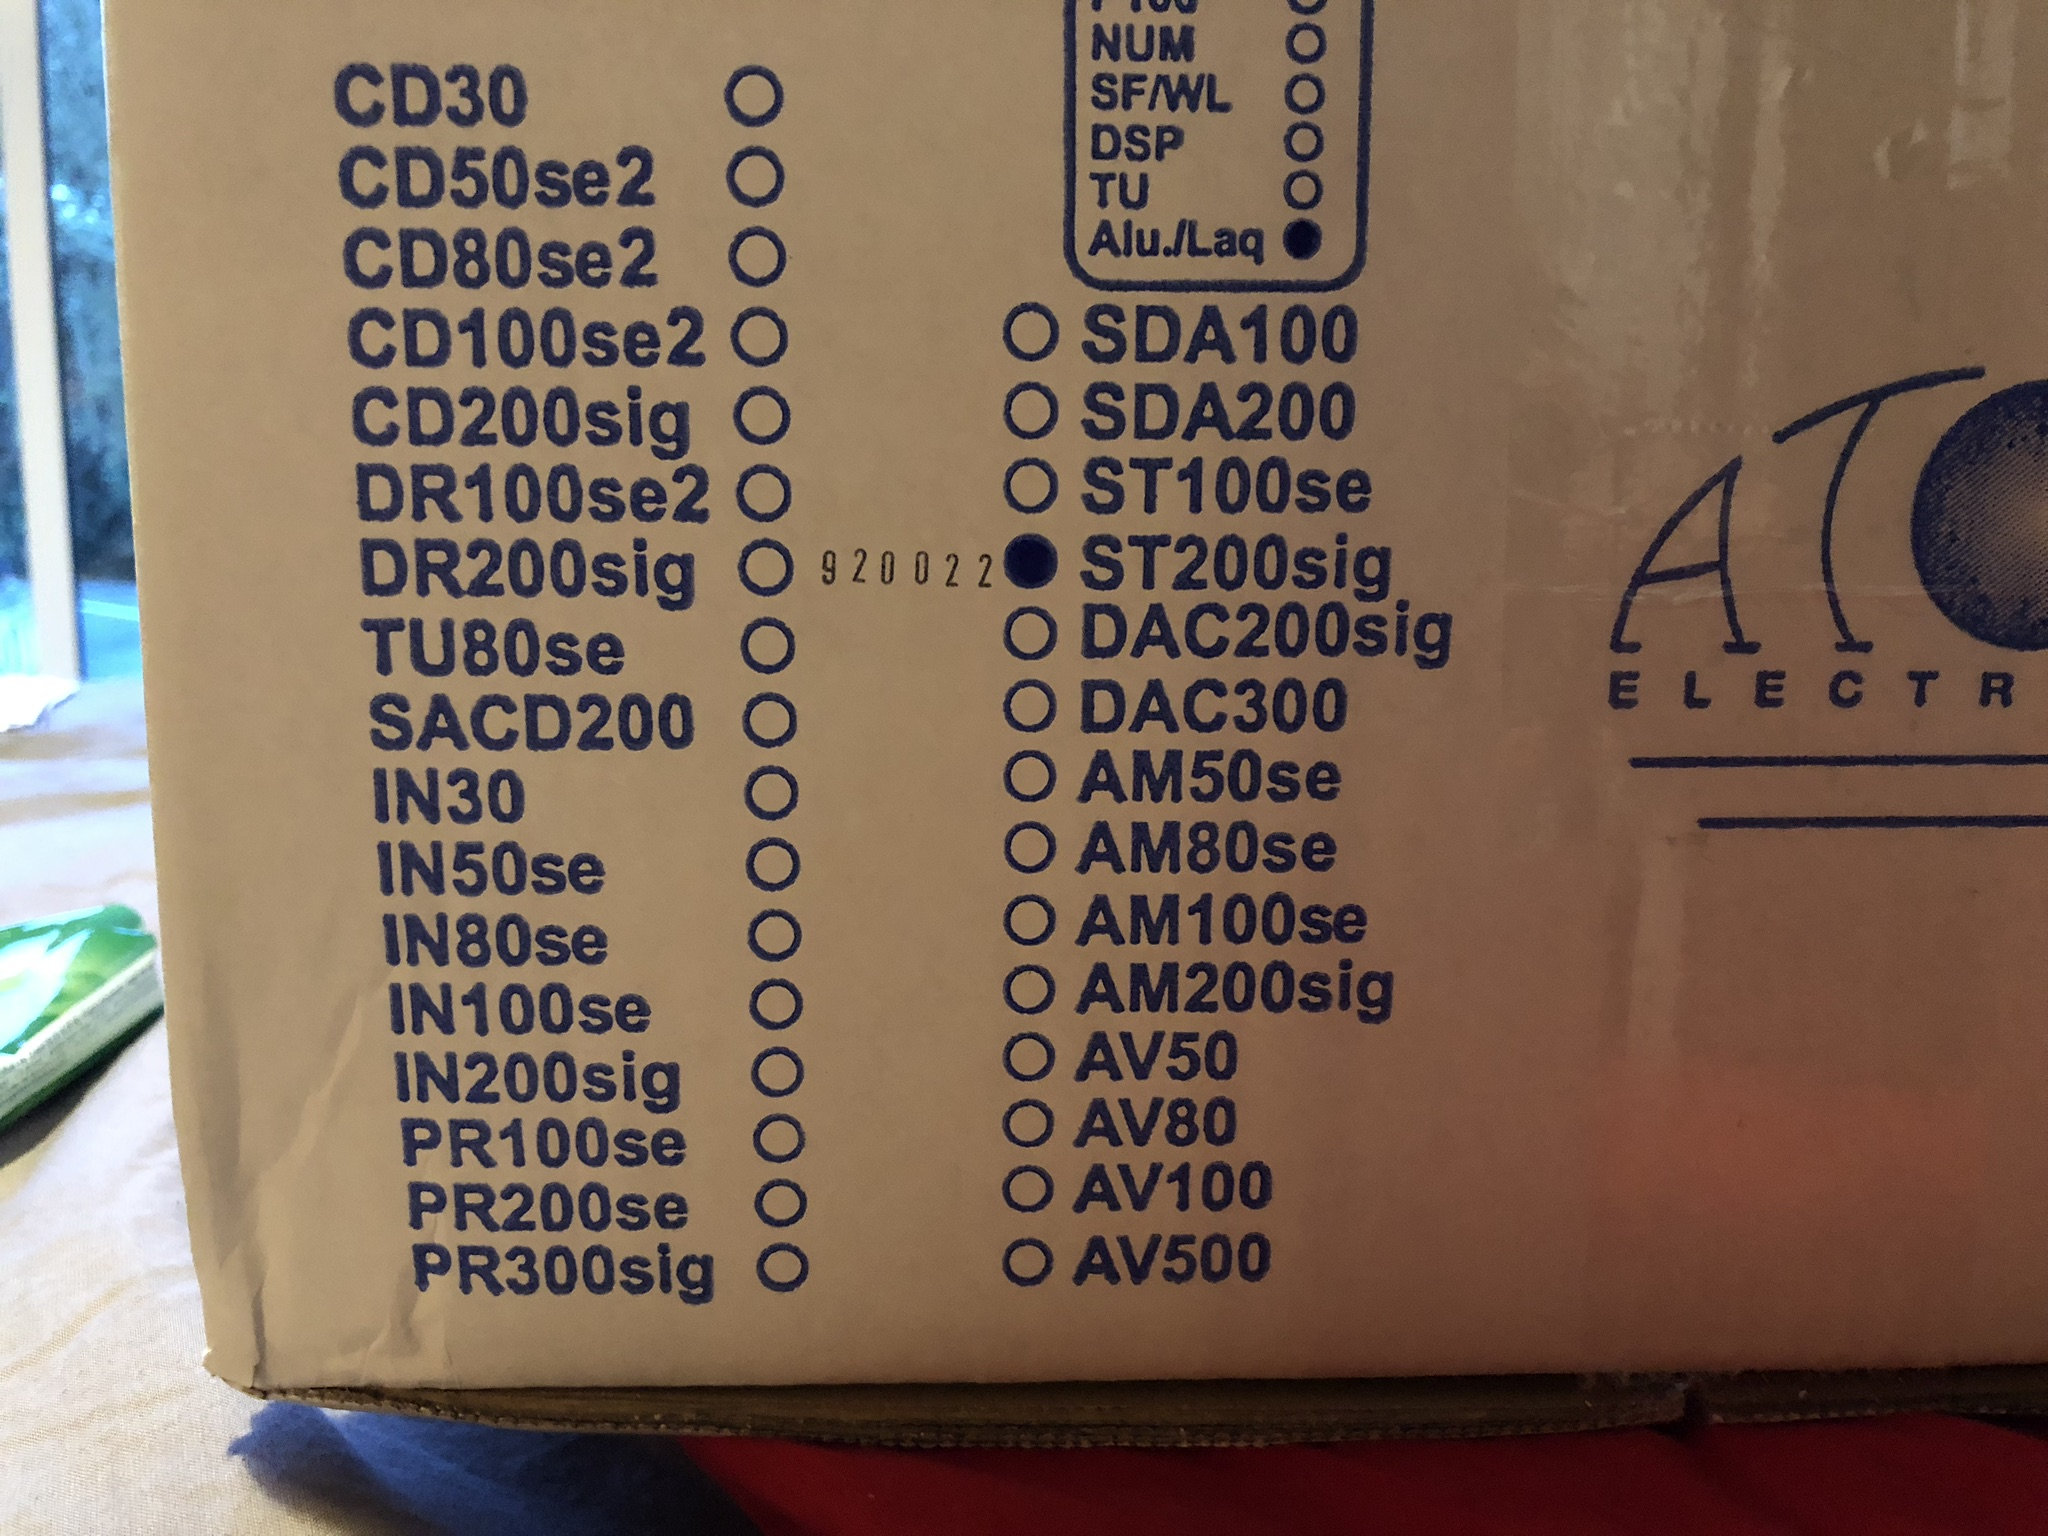 NUM
SF/WL
DSP
TU
Alu./Laq
CD30
CD50se2
CD80se2
CD100se2
CD200sig
DR100se2
DR200sig
TU80se
SACD200
IN30
IN50se
IN80se
IN100se
IN200sig
PR100se
PR200se
PR300sig
920022
SDA100
SDA200
ST100se
ST200sig
DAC200sig
DAC300
AM50se
AM80se
AM100se
AM200sig
AV50
AV80
AV100
AV500
ATO
ELECTR